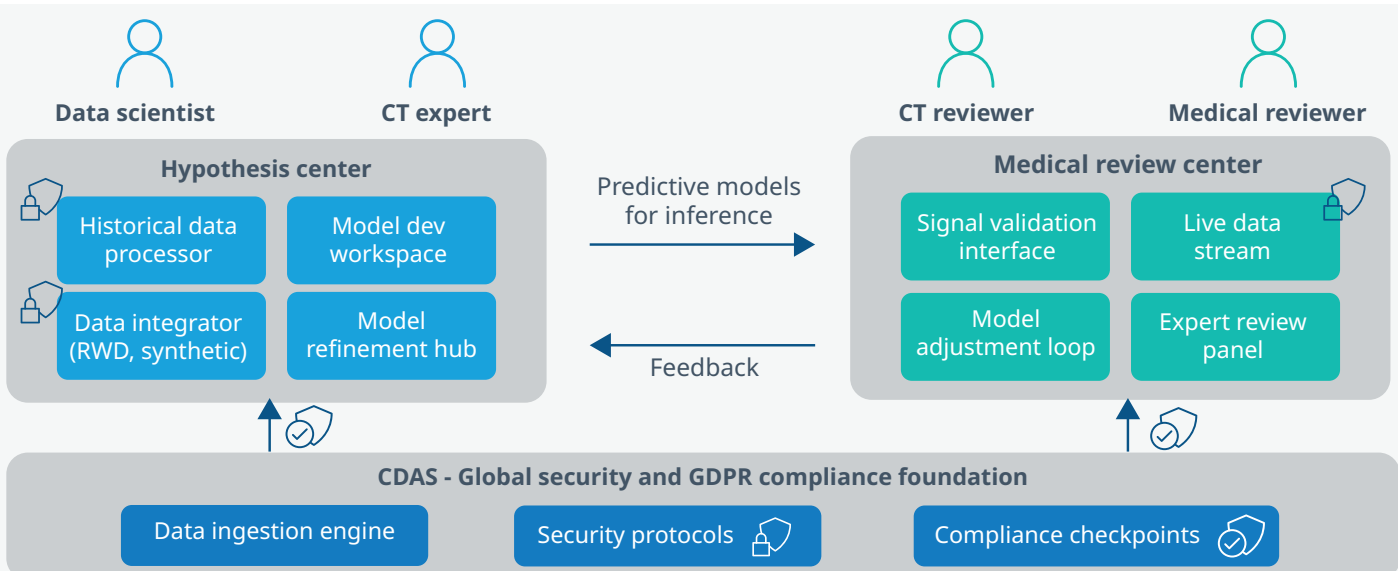 Data scientist
CT expert
CT reviewer
Medical reviewer
Hypothesis center
Historical data
processor
Model dev
workspace
Data integrator
(RWD, synthetic)
Model
refinement hub
Predictive models
for inference
Feedback
Medical review center
Signal validation
interface
Live data
stream
Model
adjustment loop
Expert review
panel
CDAS - Global security and GDPR compliance foundation
Data ingestion engine
Security protocols
Compliance checkpoints